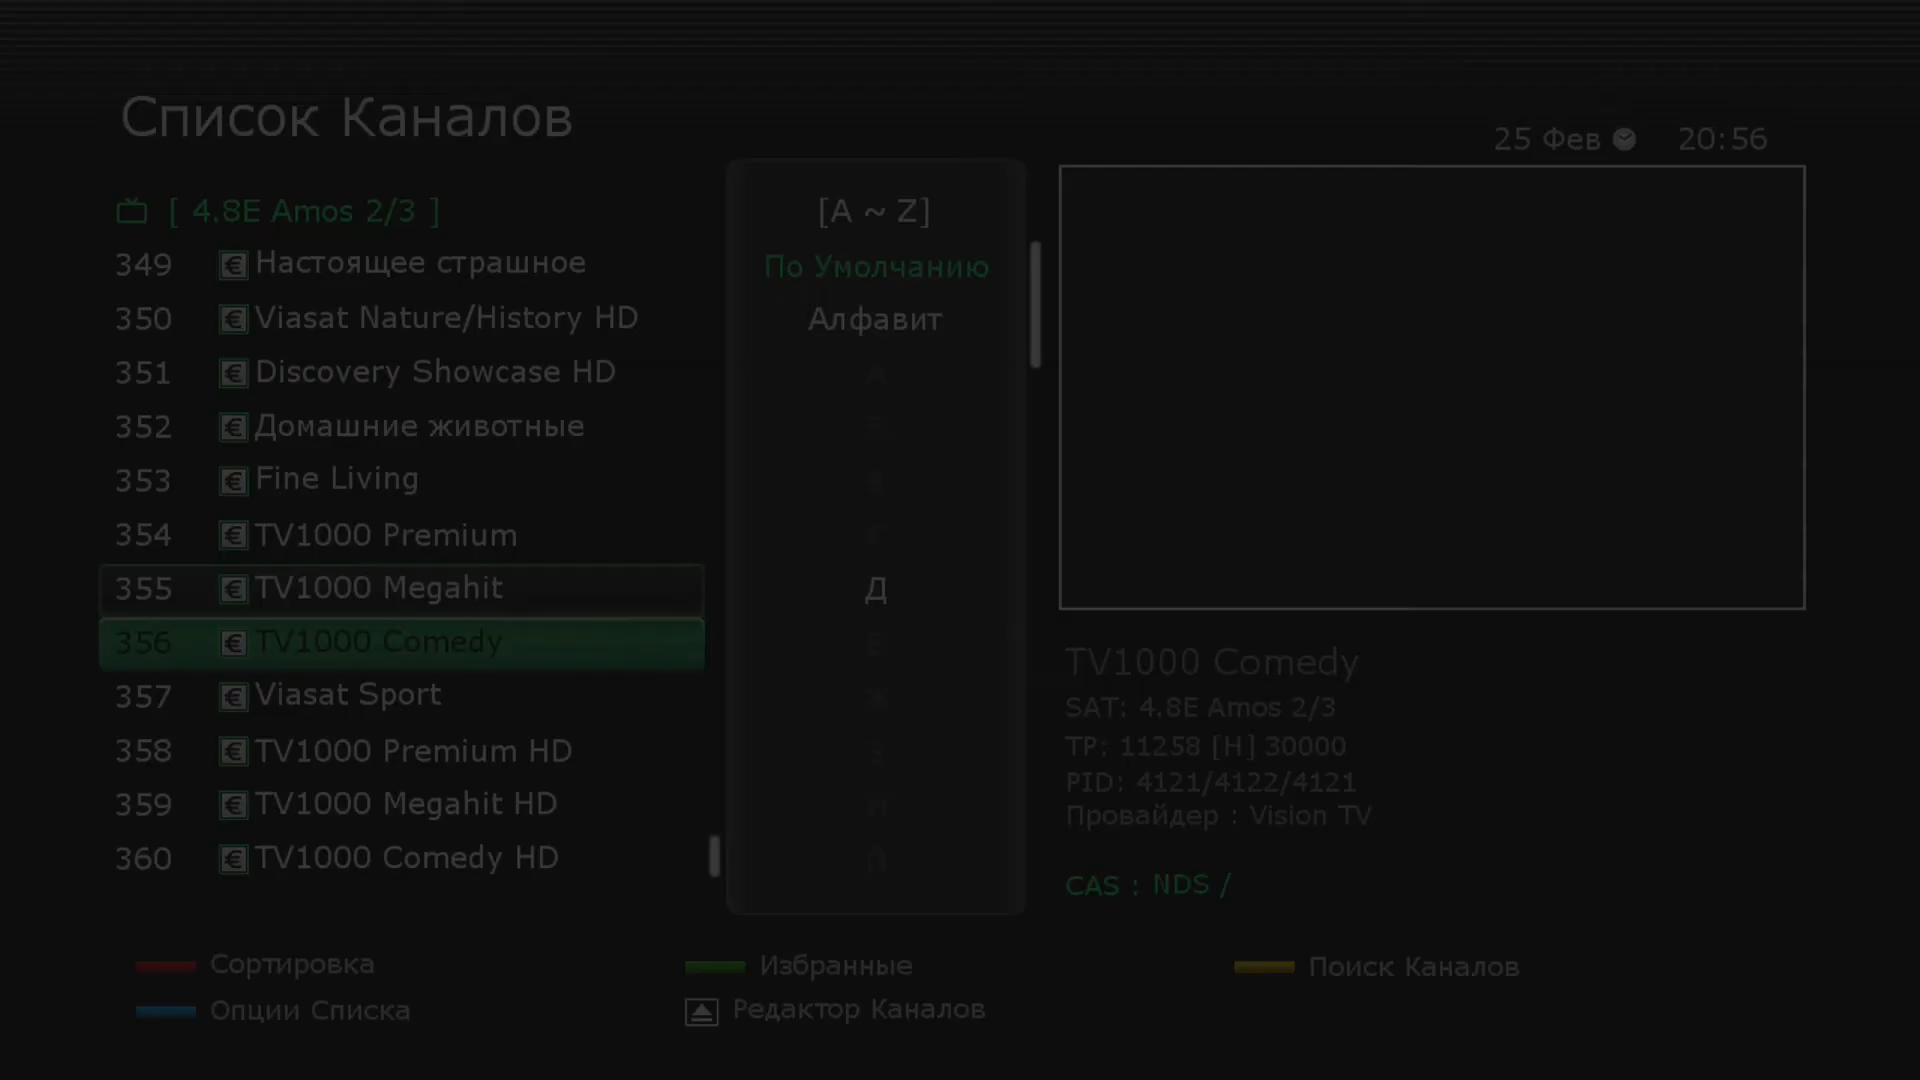 Список Каналов
25 Фев 20:56
[ 4.8E Amos 2/3 ]
349 € Настоящее страшное
350 € Viasat Nature/History HD
351 € Discovery Showcase HD
352 € Домашние животные
353 € Fine Living
354 € TV1000 Premium
355 € TV1000 Megahit
356 € TV1000 Comedy
357 € Viasat Sport
358 € TV1000 Premium HD
359 € TV1000 Megahit HD
360 € TV1000 Comedy HD
[A ~ Z]
По Умолчанию
Алфавит
Д
TV1000 Comedy
SAT: 4.8E Amos 2/3
TP: 11258 [H] 30000
PID: 4121/4122/4121
Провайдер : Vision TV
CAS : NDS /
Сортировка
Избранные
Поиск Каналов
Опции Списка
Редактор Каналов